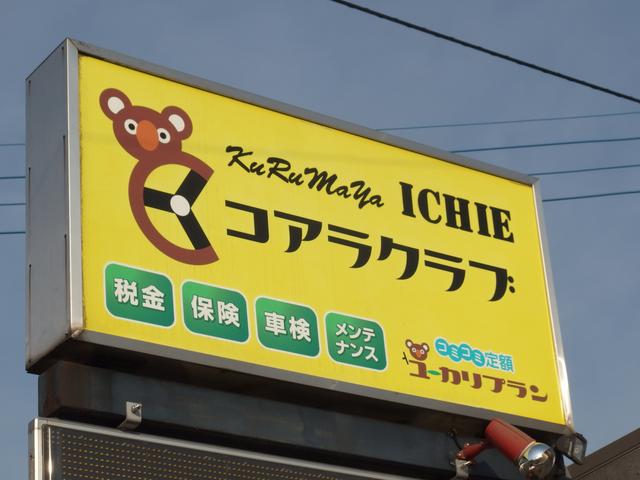 KuRuMaYa ICHIE
コアラクラブ
税金
保険
車検
メンテ
ナンス
コミコミ定額
ユーカリプラン